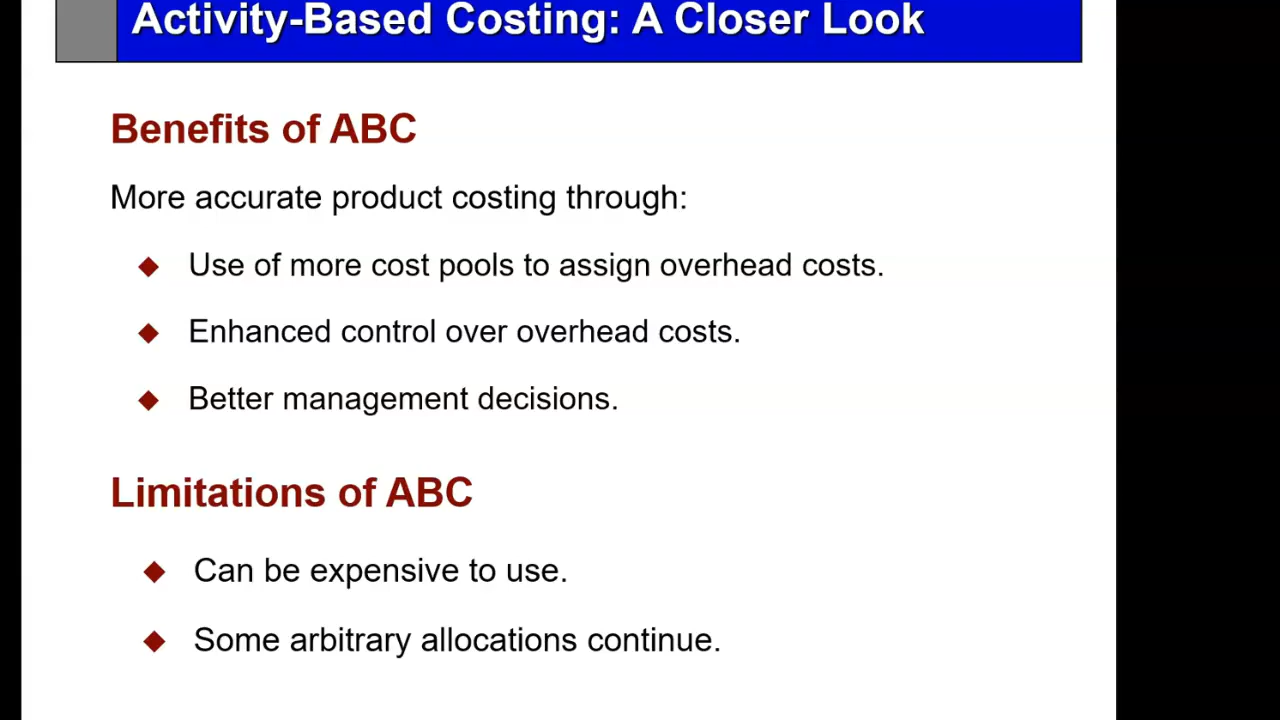 Activity-Based Costing: A Closer Look
Benefits of ABC
More accurate product costing through:
Use of more cost pools to assign overhead costs.
Enhanced control over overhead costs.
Better management decisions.
Limitations of ABC
Can be expensive to use.
Some arbitrary allocations continue.